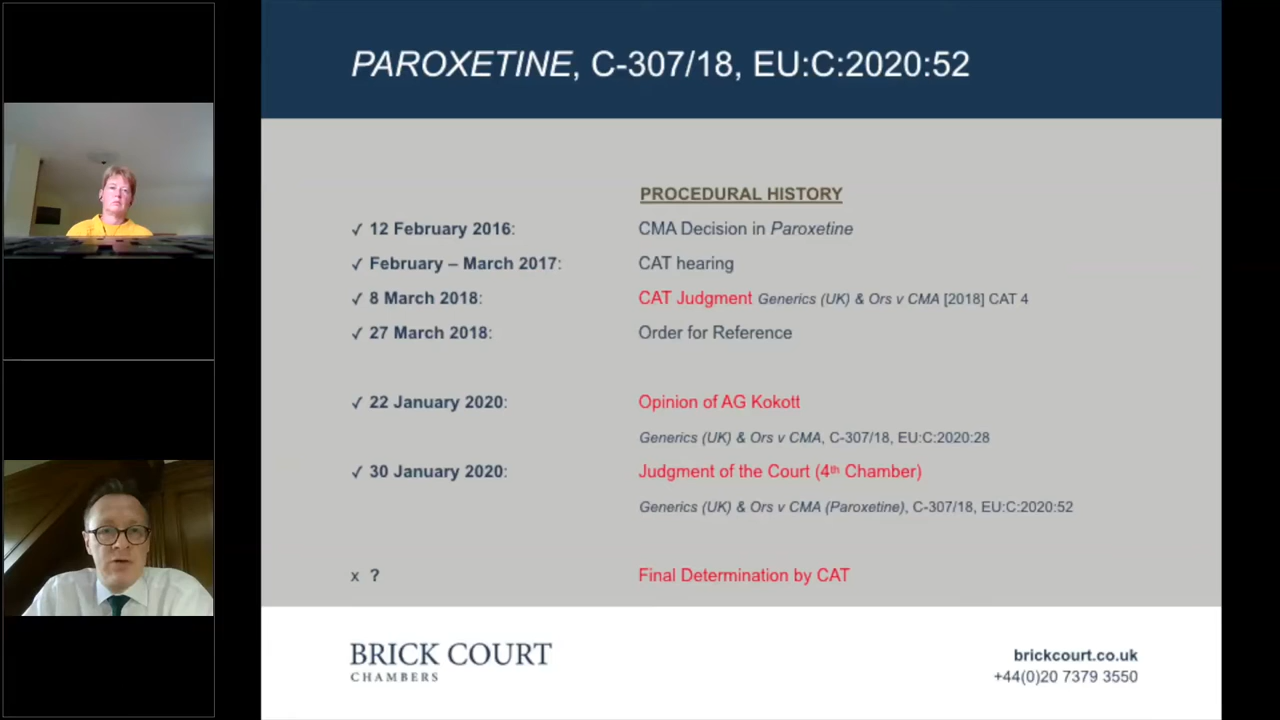 PAROXETINE, C-307/18, EU:C:2020:52
PROCEDURAL HISTORY
✓ 12 February 2016: CMA Decision in Paroxetine
✓ February – March 2017: CAT hearing
✓ 8 March 2018: CAT Judgment Generics (UK) & Ors v CMA [2018] CAT 4
✓ 27 March 2018: Order for Reference
✓ 22 January 2020: Opinion of AG Kokott
Generics (UK) & Ors v CMA, C-307/18, EU:C:2020:28
✓ 30 January 2020: Judgment of the Court (4th Chamber)
Generics (UK) & Ors v CMA (Paroxetine), C-307/18, EU:C:2020:52
x ? Final Determination by CAT
BRICK COURT
CHAMBERS
brickcourt.co.uk
+44(0)20 7379 3550